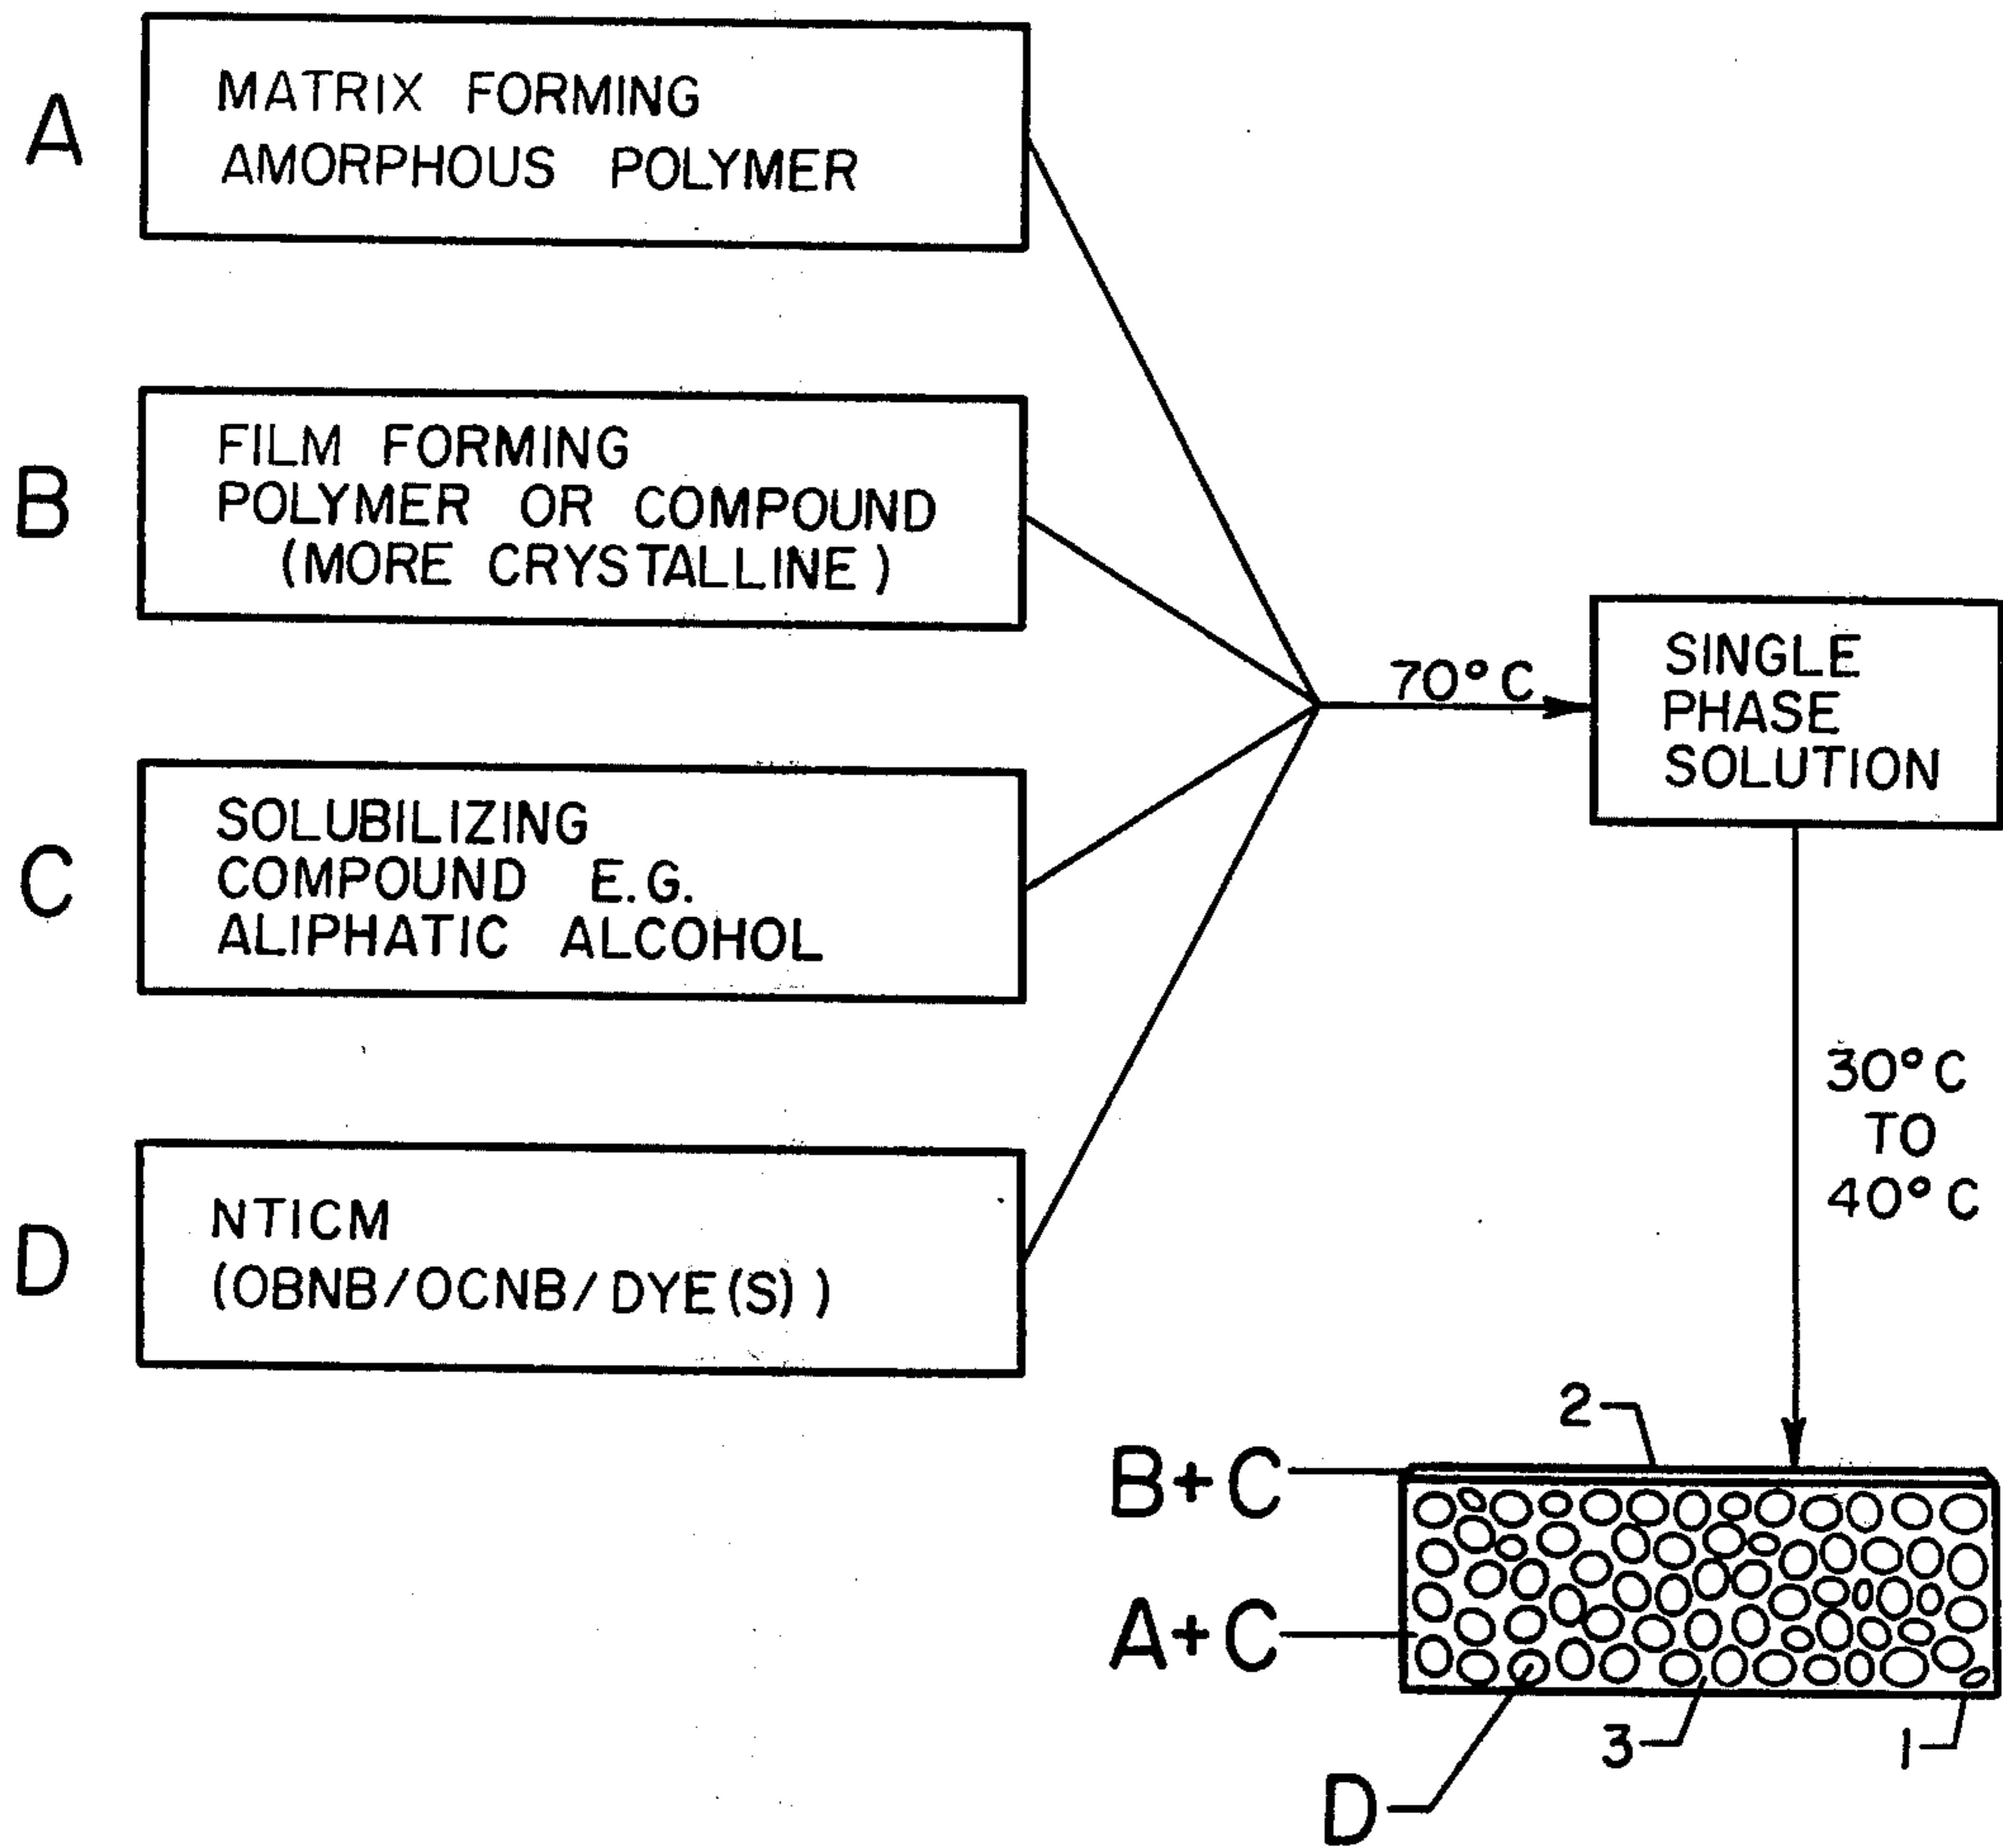 A
MATRIX FORMING
AMORPHOUS POLYMER
B
FILM FORMING
POLYMER OR COMPOUND
(MORE CRYSTALLINE)
C
SOLUBILIZING
COMPOUND E.G.
ALIPHATIC ALCOHOL
D
NTICM
(OBNB/OCNB/DYE(S))
70°C
SINGLE
PHASE
SOLUTION
30°C
TO
40°C
2
B+C
A+C
3
1
D